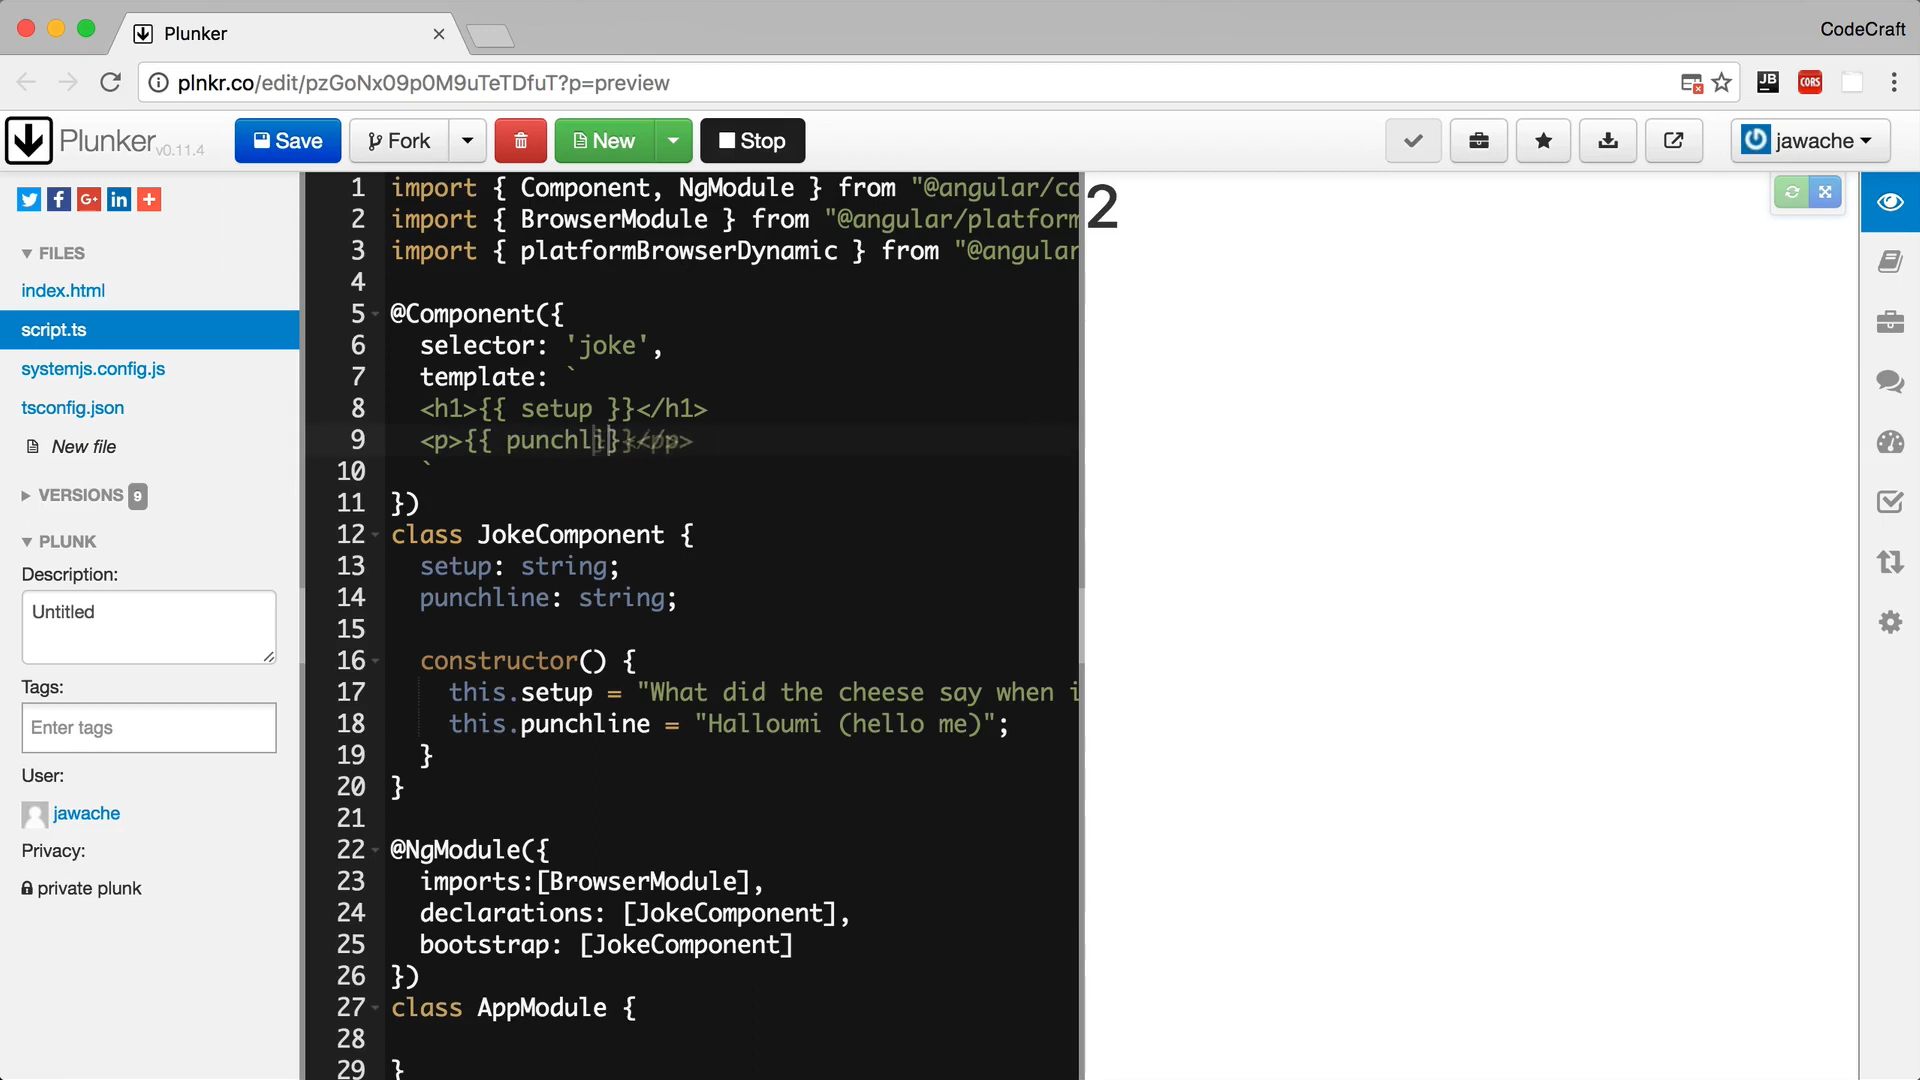 Plunker
CodeCraft
plnkr.co/edit/pzGoNx09p0M9uTeTDfuT?p=preview
JB
CORS
Plunker v0.11.4
Save
Fork
New
Stop
jawache
FILES
index.html
script.ts
systemjs.config.js
tsconfig.json
New file
VERSIONS 9
PLUNK
Description:
Untitled
Tags:
Enter tags
User:
jawache
Privacy:
private plunk
1 import { Component, NgModule } from "@angular/co
2 import { BrowserModule } from "@angular/platform
3 import { platformBrowserDynamic } from "@angular
4
5 @Component({
6 selector: 'joke',
7 template: `
8 <h1>{{ setup }}</h1>
9 <p>{{ punchli}}</p>
10 `
11 })
12 class JokeComponent {
13 setup: string;
14 punchline: string;
15
16 constructor() {
17 this.setup = "What did the cheese say when i
18 this.punchline = "Halloumi (hello me)";
19 }
20 }
21
22 @NgModule({
23 imports:[BrowserModule],
24 declarations: [JokeComponent],
25 bootstrap: [JokeComponent]
26 })
27 class AppModule {
28
29 }
2